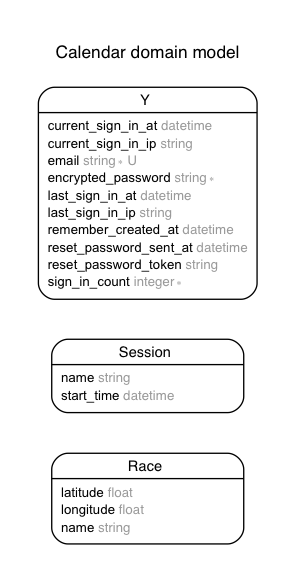 Calendar domain model
Y
current_sign_in_at datetime
current_sign_in_ip string
email string * U
encrypted_password string *
last_sign_in_at datetime
last_sign_in_ip string
remember_created_at datetime
reset_password_sent_at datetime
reset_password_token string
sign_in_count integer *
Session
name string
start_time datetime
Race
latitude float
longitude float
name string